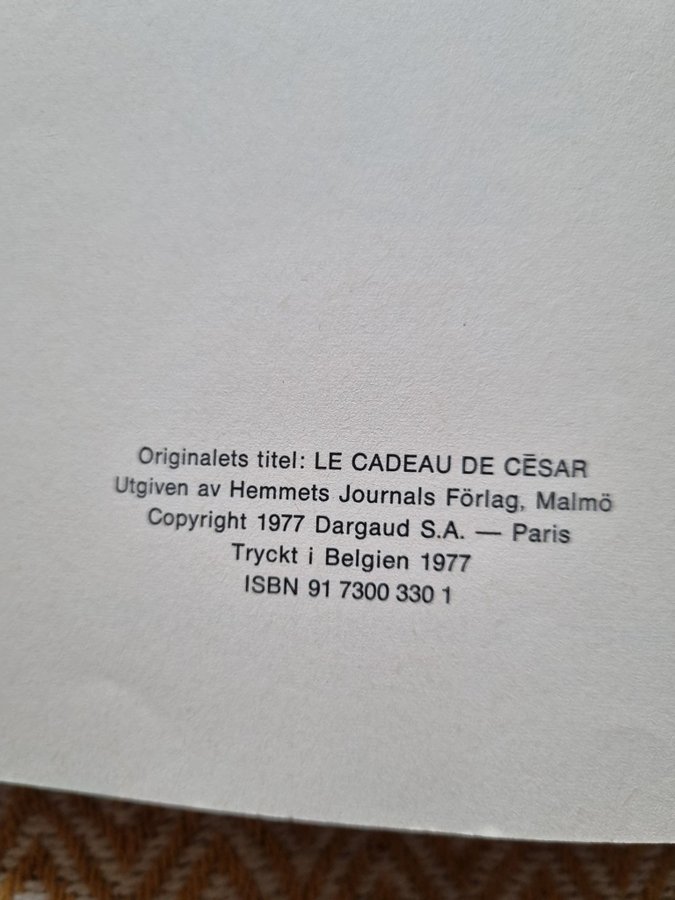 Originalets titel: LE CADEAU DE CĒSAR
Utgiven av Hemmets Journals Förlag, Malmö
Copyright 1977 Dargaud S.A. — Paris
Tryckt i Belgien 1977
ISBN 91 7300 330 1